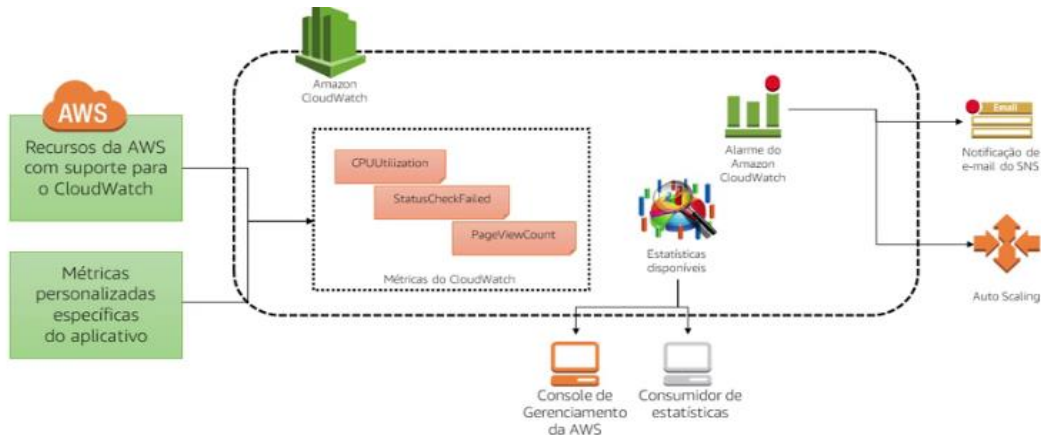 Amazon
CloudWatch
AWS
Recursos da AWS
com suporte para
o CloudWatch
Métricas
personalizadas
específicas
do aplicativo
CPUUtilization
StatusCheckFailed
PageViewCount
Métricas do CloudWatch
Alarme do
Amazon
CloudWatch
Estatísticas
disponíveis
Email
Notificação de
e-mail do SNS
Auto Scaling
Console de
Gerenciamento
da AWS
Consumidor de
estatísticas